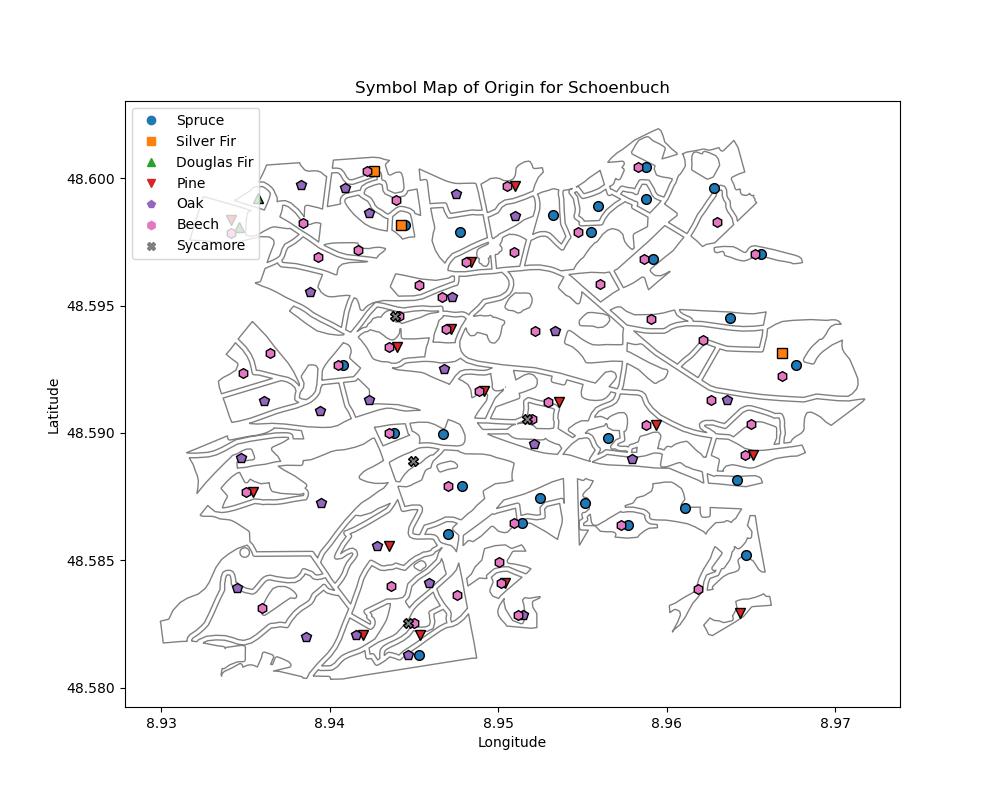 Symbol Map of Origin for Schoenbuch
Spruce
Silver Fir
Douglas Fir
Pine
Oak
Beech
Sycamore
48.600
48.595
48.590
48.585
48.580
Latitude
8.93
8.94
8.95
8.96
8.97
Longitude